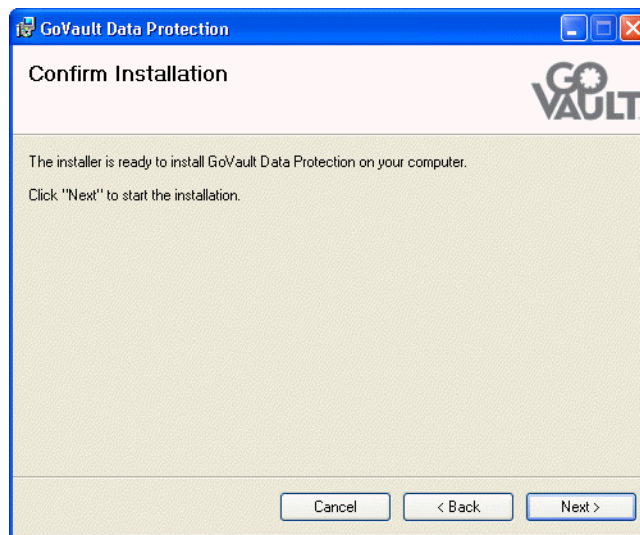 GoVault Data Protection
Confirm Installation
GO
VAULT
The installer is ready to install GoVault Data Protection on your computer.
Click "Next" to start the installation.
Cancel
< Back
Next >